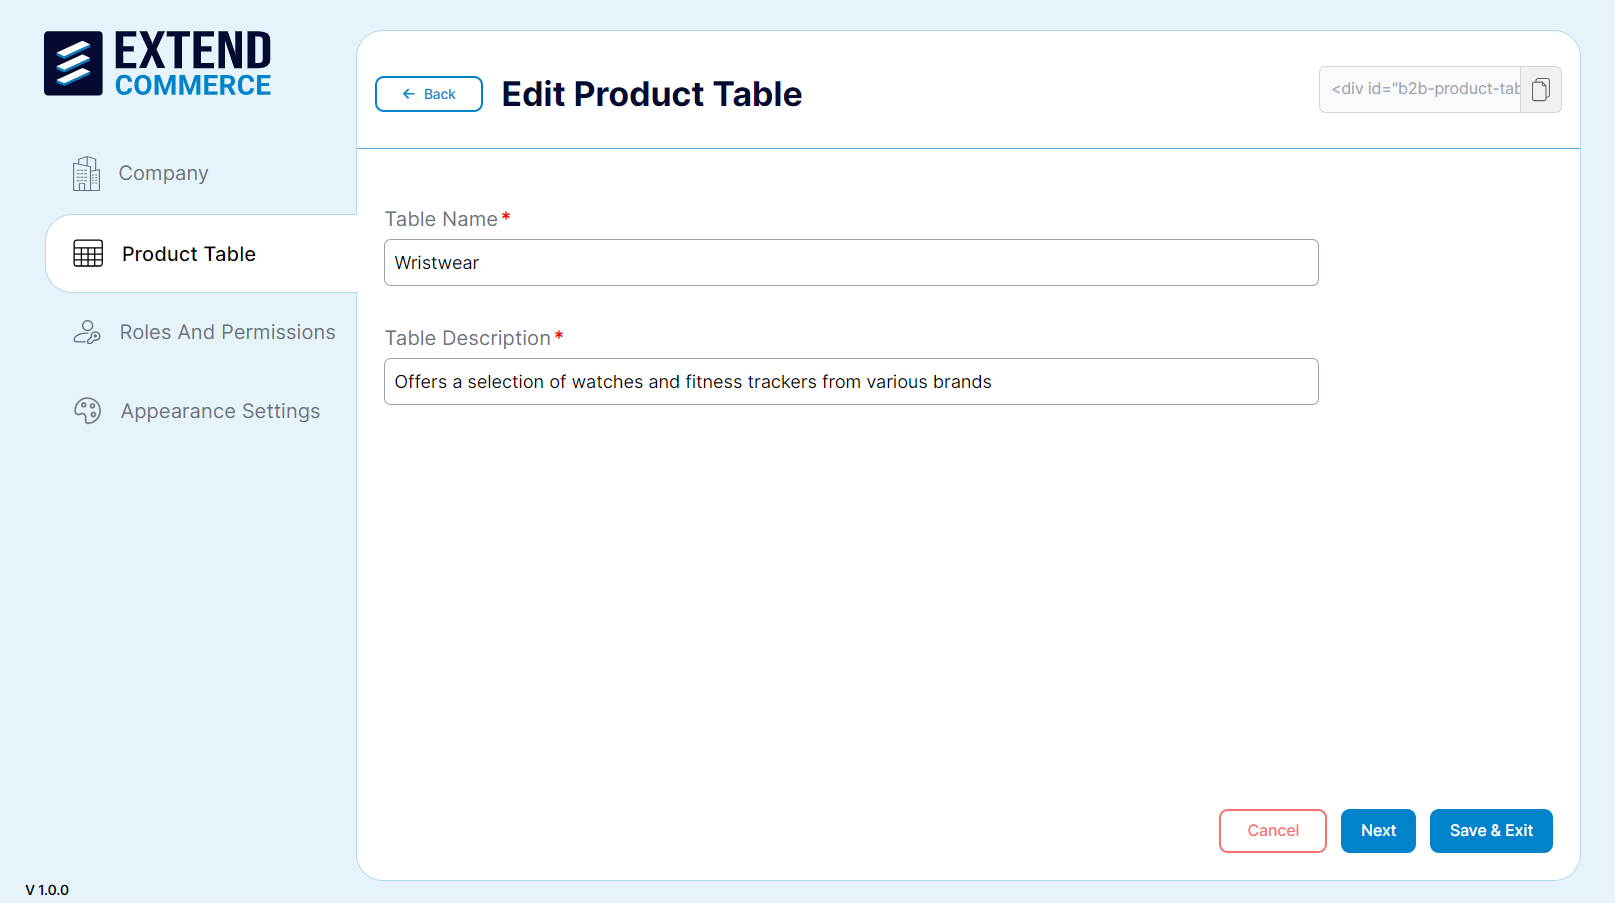 EXTEND
COMMERCE
Company
Product Table
Roles And Permissions
Appearance Settings
V 1.0.0
Back
Edit Product Table
<div id="b2b-product-tab
Table Name*
Wristwear
Table Description*
Offers a selection of watches and fitness trackers from various brands
Cancel
Next
Save & Exit